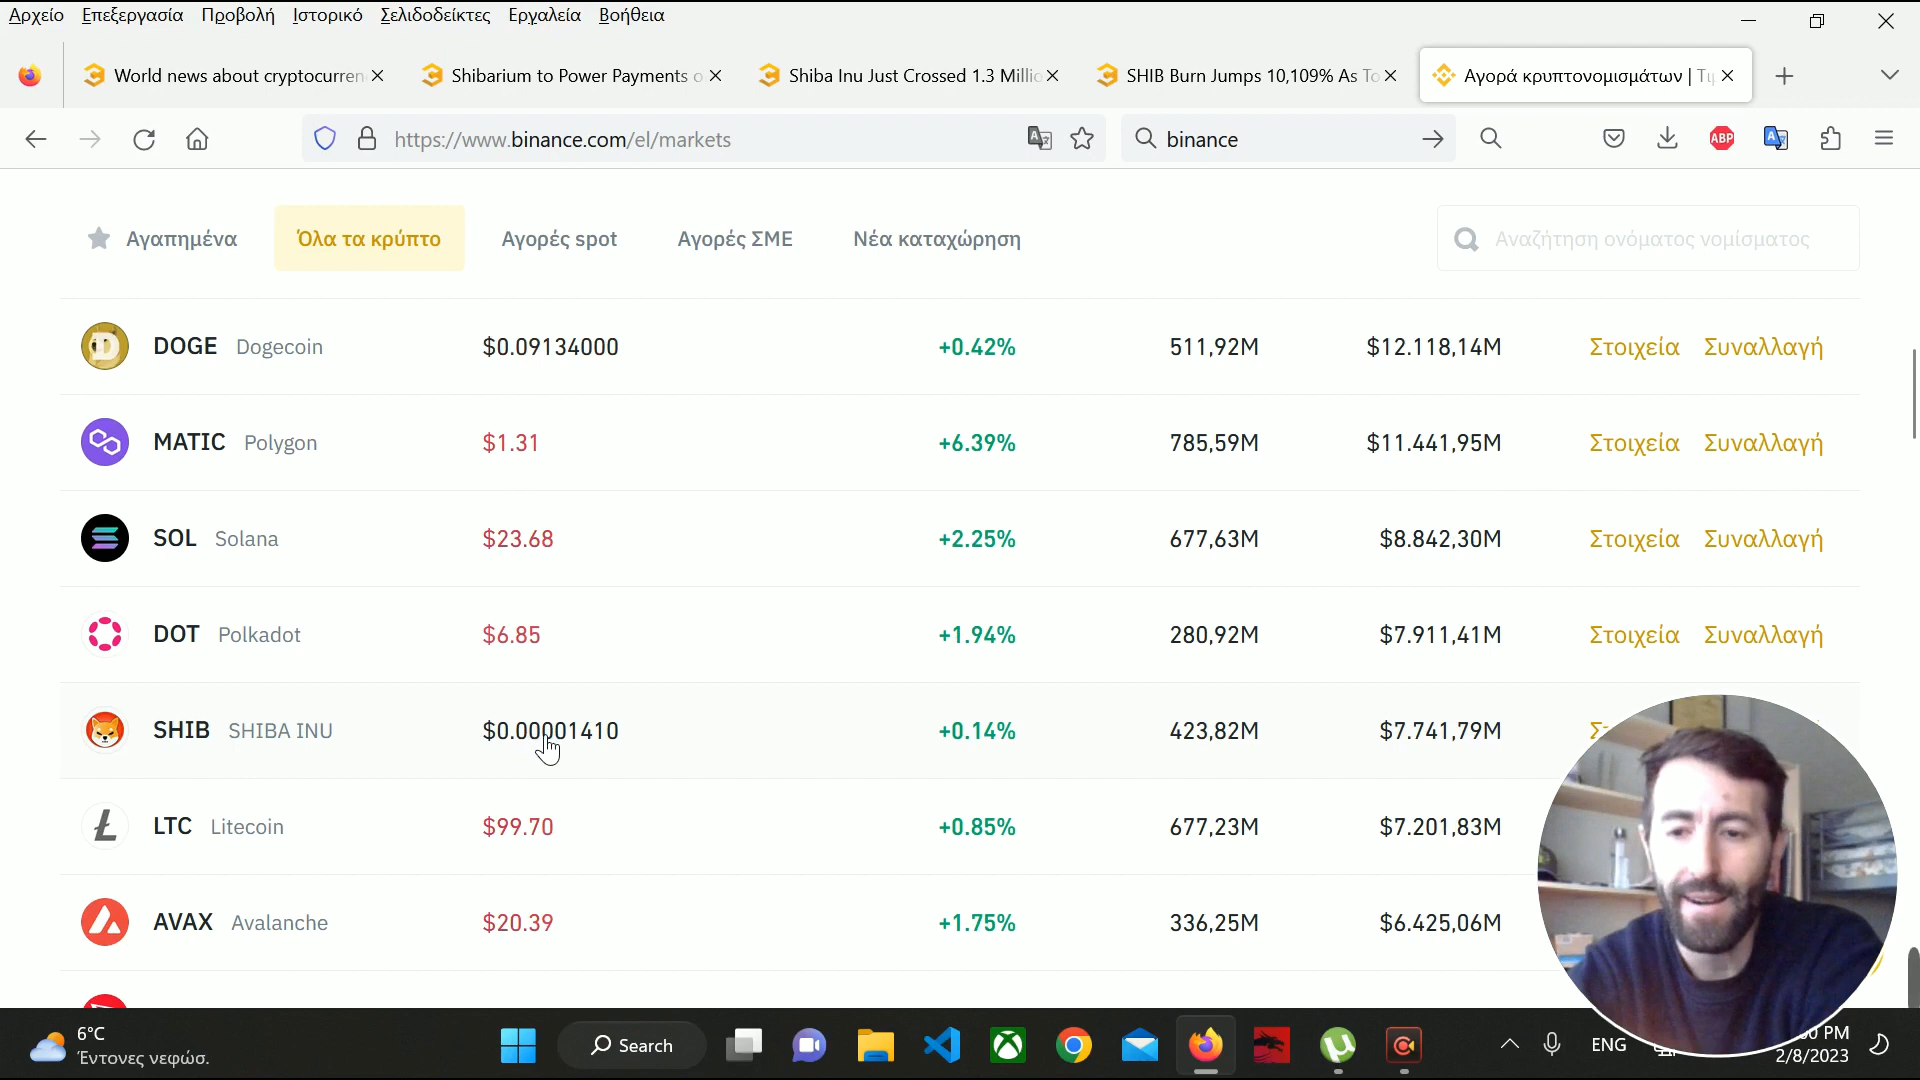 Αρχείο Επεξεργασία Προβολή Ιστορικό Σελιδοδείκτες Εργαλεία Βοήθεια
World news about cryptocurren
Shibarium to Power Payments o
Shiba Inu Just Crossed 1.3 Millio
SHIB Burn Jumps 10,109% As To
Αγορά κρυπτονομισμάτων | Τι
https://www.binance.com/el/markets
binance
ABP
Αγαπημένα Όλα τα κρύπτο Αγορές spot Αγορές ΣΜΕ Νέα καταχώρηση Αναζήτηση ονόματος νομίσματος
DOGE Dogecoin $0.09134000 +0.42% 511,92M $12.118,14M Στοιχεία Συναλλαγή
MATIC Polygon $1.31 +6.39% 785,59M $11.441,95M Στοιχεία Συναλλαγή
SOL Solana $23.68 +2.25% 677,63M $8.842,30M Στοιχεία Συναλλαγή
DOT Polkadot $6.85 +1.94% 280,92M $7.911,41M Στοιχεία Συναλλαγή
SHIB SHIBA INU $0.00001410 +0.14% 423,82M $7.741,79M
LTC Litecoin $99.70 +0.85% 677,23M $7.201,83M
AVAX Avalanche $20.39 +1.75% 336,25M $6.425,06M
6°C
Έντονες νεφώσ.
Search
ENG
PM
2/8/2023